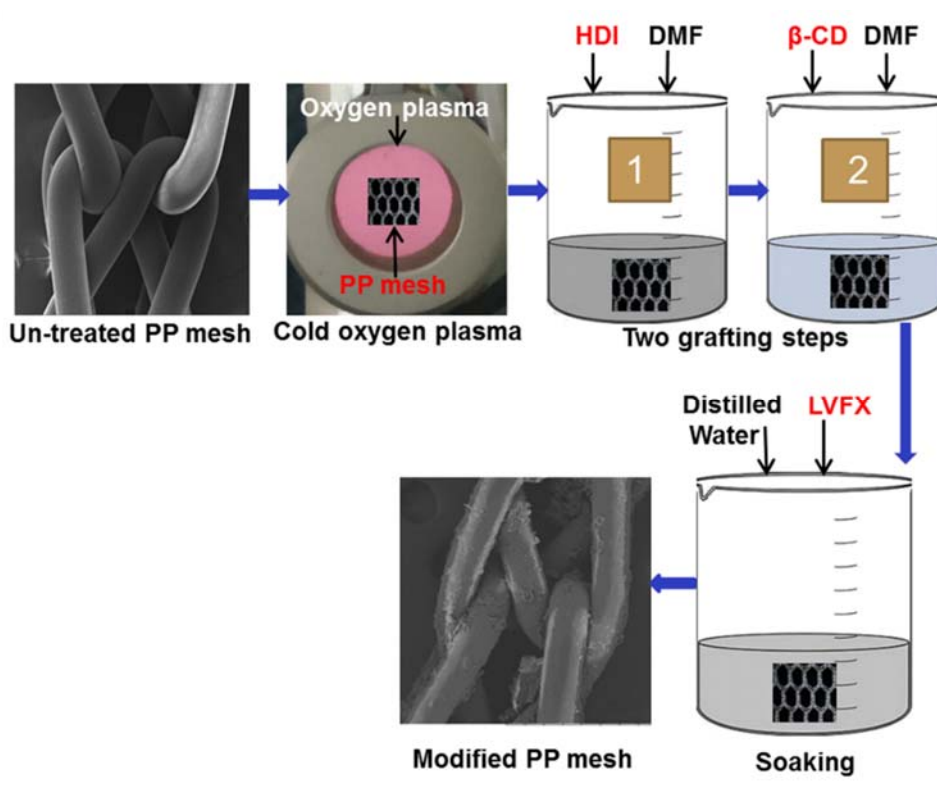 HDI DMF
β-CD DMF
Oxygen plasma
PP mesh
1
2
Un-treated PP mesh
Cold oxygen plasma
Two grafting steps
Distilled
Water
LVFX
Modified PP mesh
Soaking